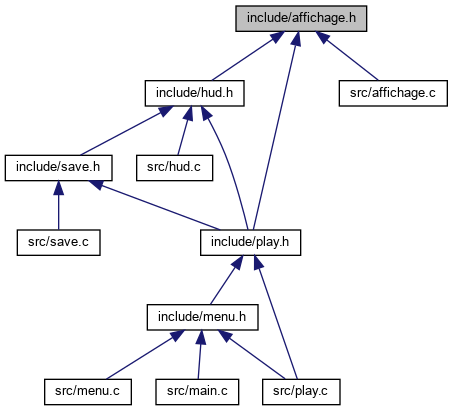 include/affichage.h
include/hud.h
src/affichage.c
include/save.h
src/hud.c
src/save.c
include/play.h
include/menu.h
src/menu.c
src/main.c
src/play.c